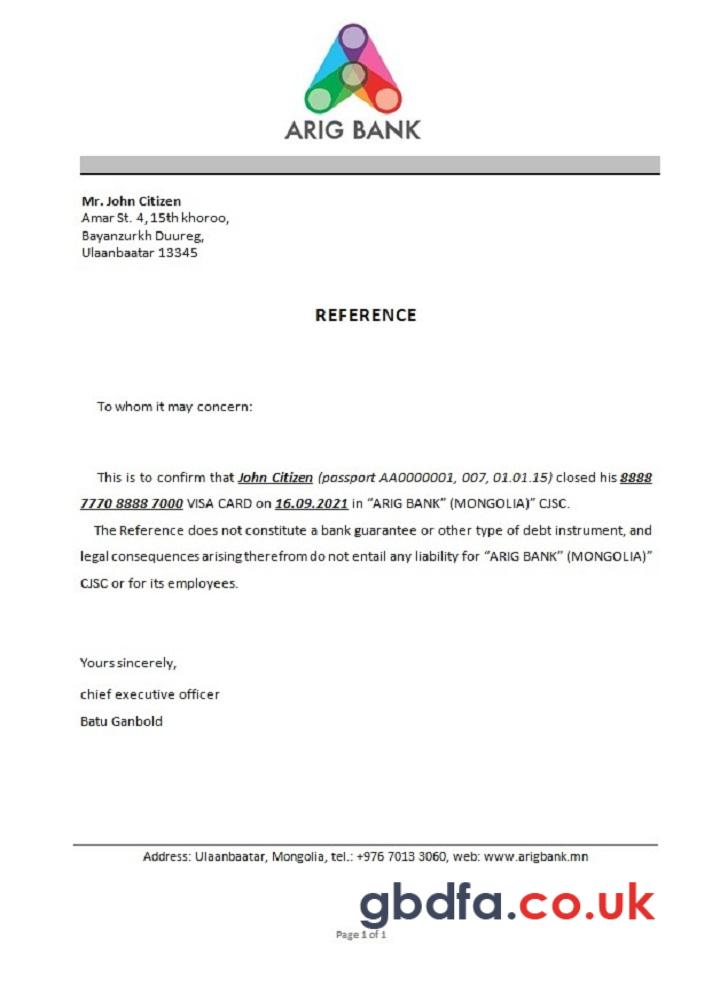 ARIG BANK
Mr. John Citizen
Amar St. 4, 15th khoroo,
Bayanzurkh Duureg,
Ulaanbaatar 13345
REFERENCE
To whom it may concern:
This is to confirm that John Citizen (passport AA0000001, 007, 01.01.15) closed his 8888
7770 8888 7000 VISA CARD on 16.09.2021 in “ARIG BANK” (MONGOLIA)” CJSC.
The Reference does not constitute a bank guarantee or other type of debt instrument, and
legal consequences arising therefrom do not entail any liability for “ARIG BANK” (MONGOLIA)”
CJSC or for its employees.
Yours sincerely,
chief executive officer
Batu Ganbold
Address: Ulaanbaatar, Mongolia, tel.: +976 7013 3060, web: www.arigbank.mn
gbdfa.co.uk
Page 1 of 1